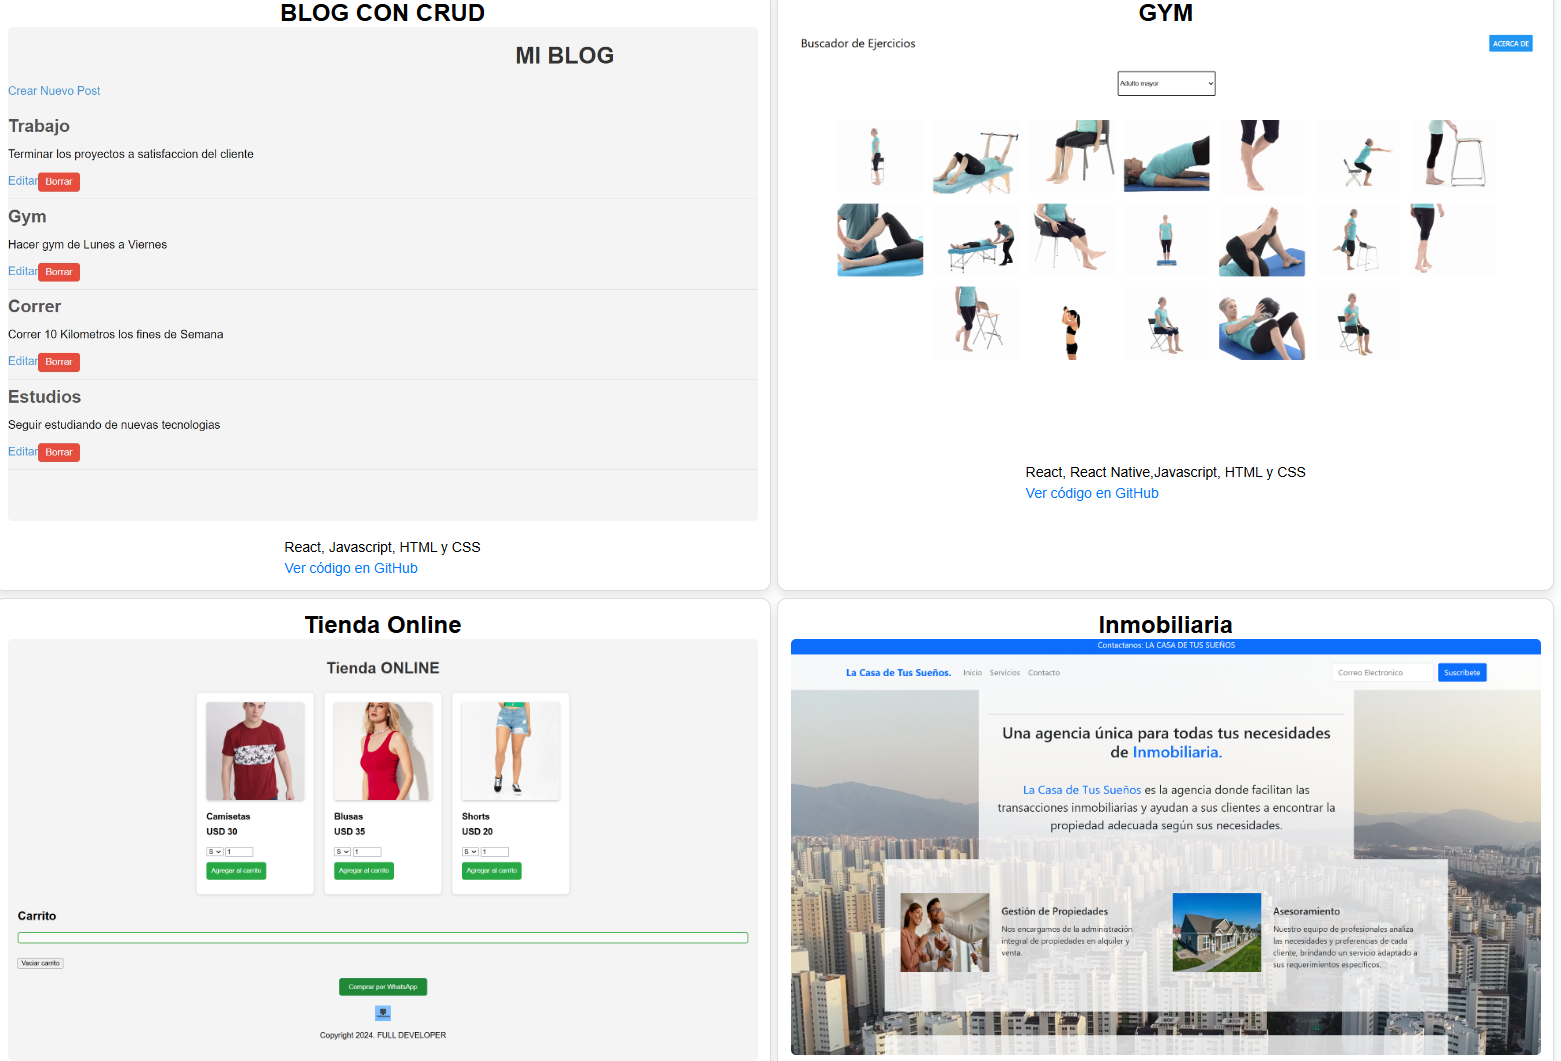 BLOG CON CRUD
MI BLOG
Crear Nuevo Post
Trabajo
Terminar los proyectos a satisfaccion del cliente
Editar Borrar
Gym
Hacer gym de Lunes a Viernes
Editar Borrar
Correr
Correr 10 Kilometros los fines de Semana
Editar Borrar
Estudios
Seguir estudiando de nuevas tecnologias
Editar Borrar
React, Javascript, HTML y CSS
Ver código en GitHub
GYM
Buscador de Ejercicios
ACERCA DE
Adulto mayor
React, React Native,Javascript, HTML y CSS
Ver código en GitHub
Tienda Online
Tienda ONLINE
Camisetas
USD 30
S 1
Agregar al carrito
Blusas
USD 35
S 1
Agregar al carrito
Shorts
USD 20
S 1
Agregar al carrito
Carrito
Vaciar carrito
Comprar por WhatsApp
Copyright 2024. FULL DEVELOPER
Inmobiliaria
Contactanos: LA CASA DE TUS SUEÑOS
La Casa de Tus Sueños. Inicio Servicios Contacto Correo Electronico Suscribete
Una agencia única para todas tus necesidades
de Inmobiliaria.
La Casa de Tus Sueños es la agencia donde facilitan las
transacciones inmobiliarias y ayudan a sus clientes a encontrar la
propiedad adecuada según sus necesidades.
Gestión de Propiedades
Nos encargamos de la administración
integral de propiedades en alquiler y
venta.
Asesoramiento
Nuestro equipo de profesionales analiza
las necesidades y preferencias de cada
cliente, brindando un servicio adaptado a
sus requerimientos específicos.